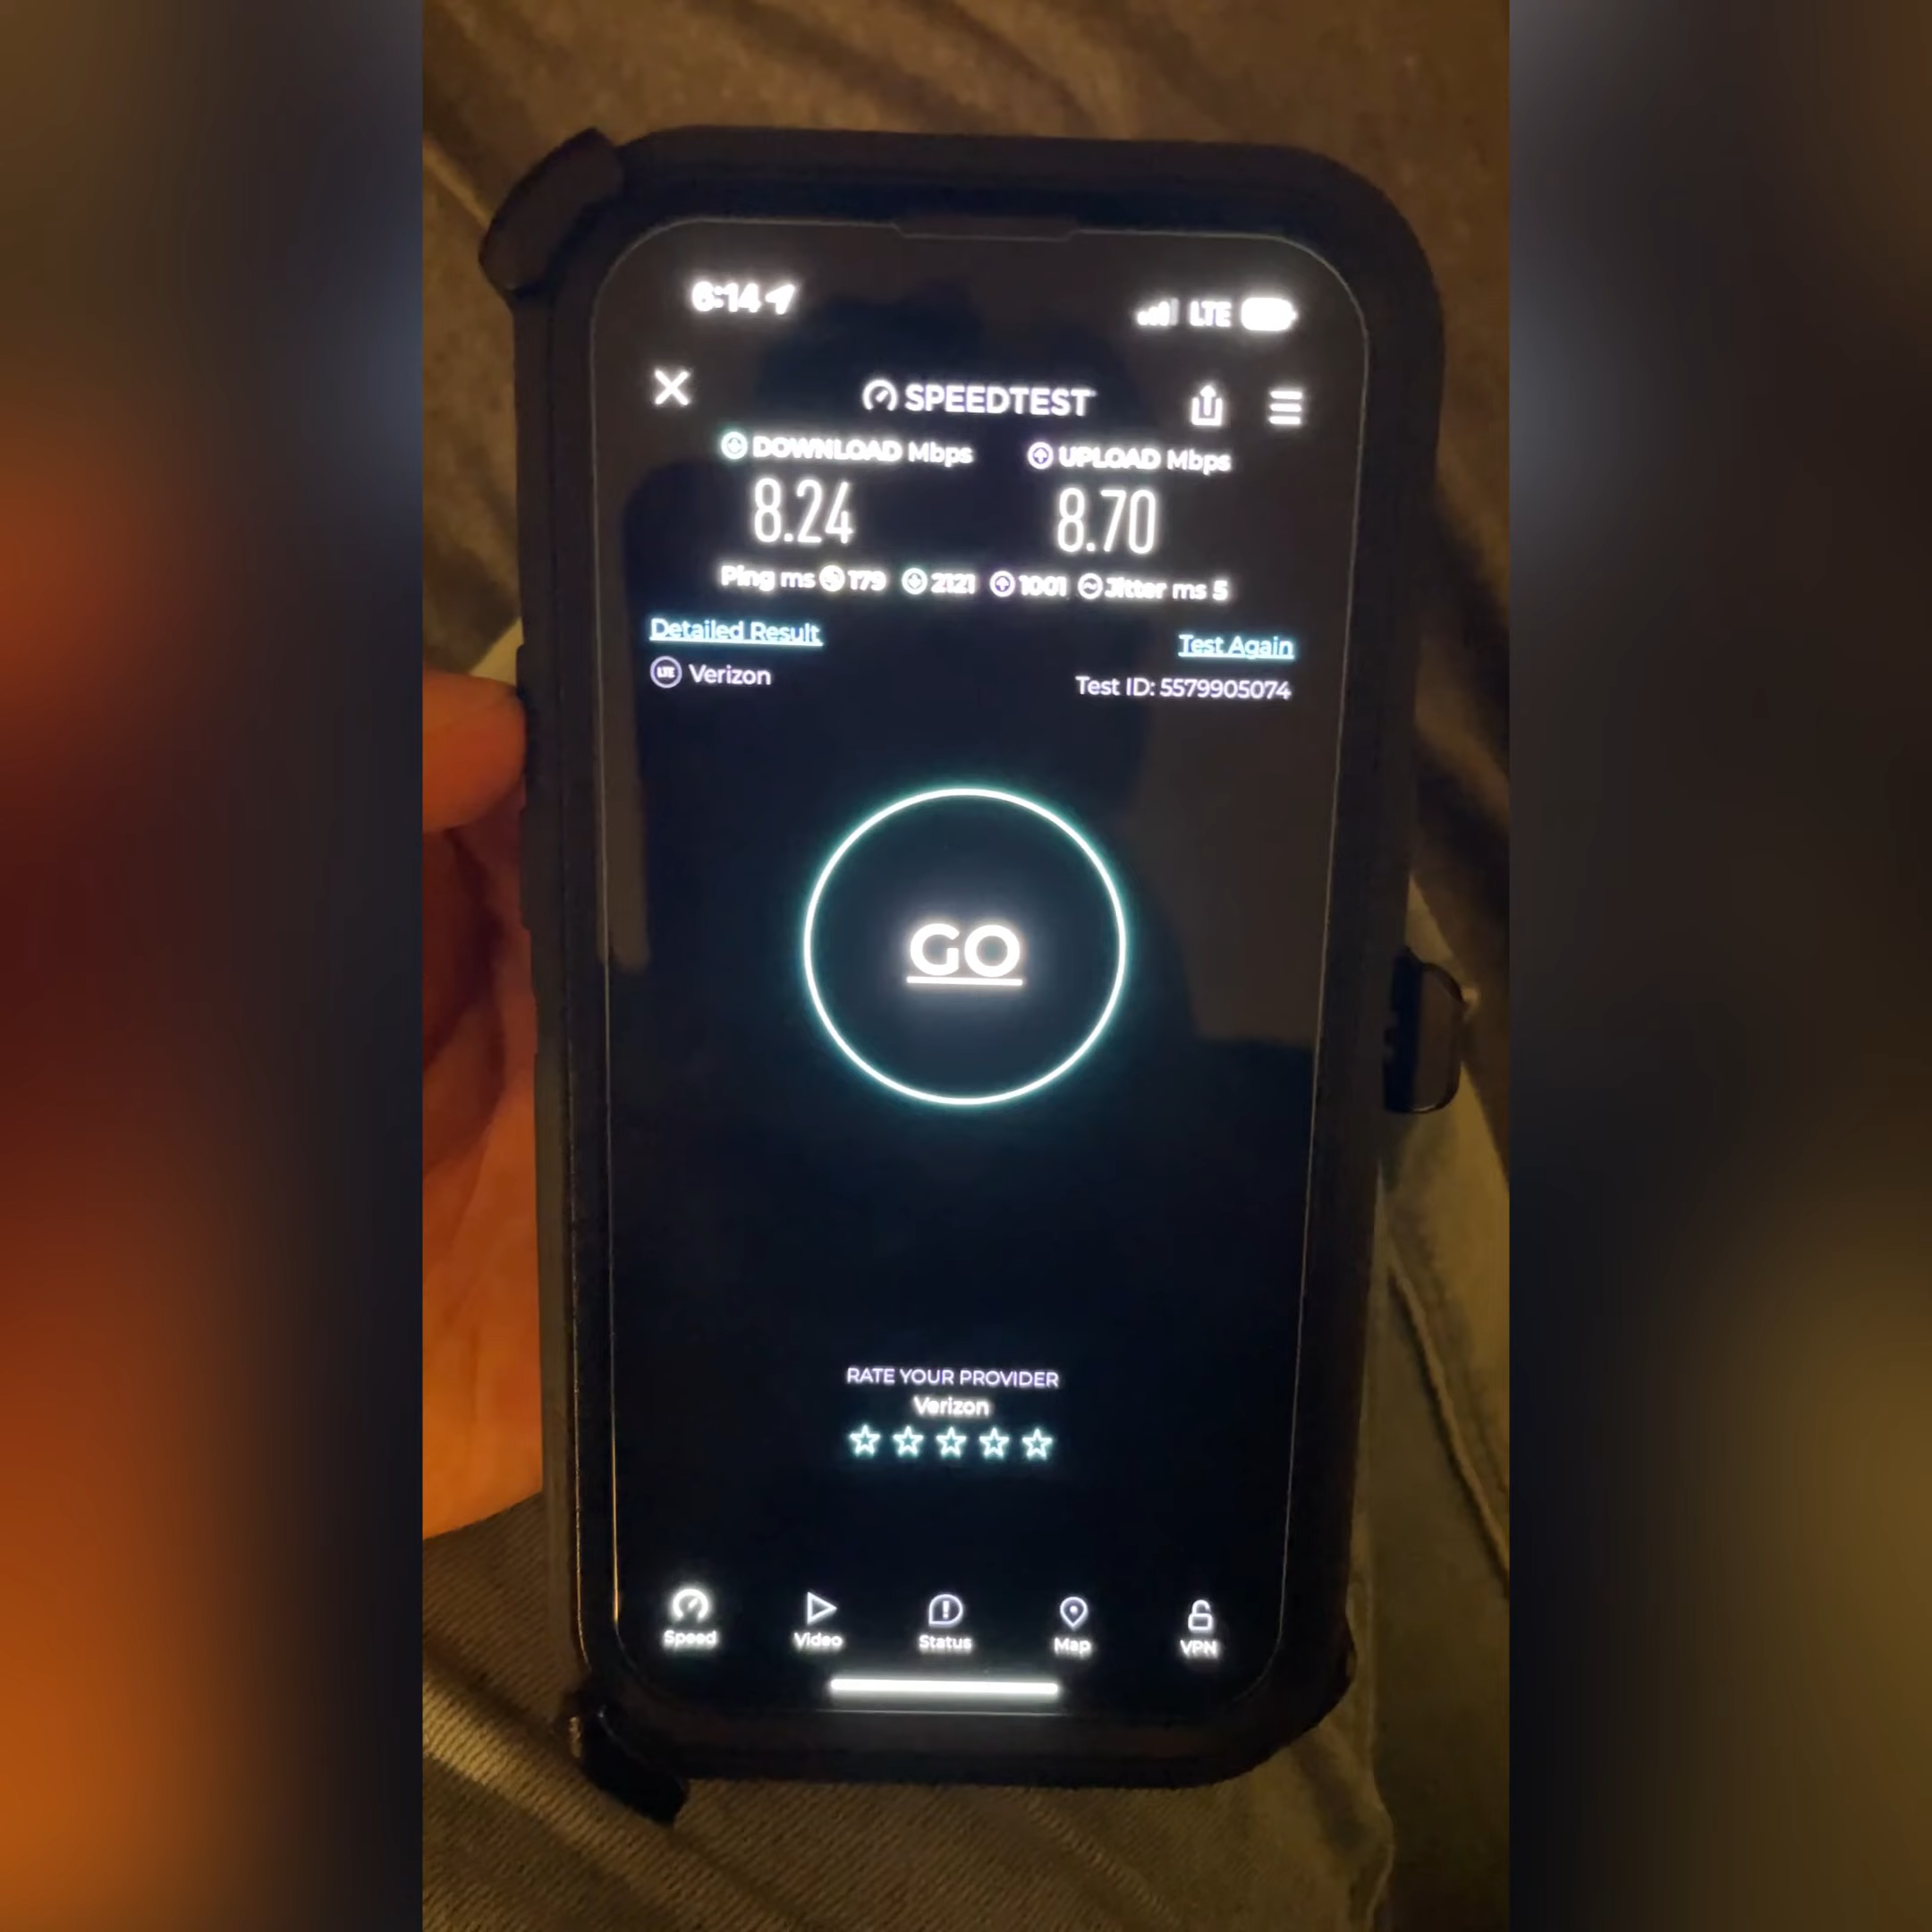 6:14 LTE
SPEEDTEST
DOWNLOAD Mbps UPLOAD Mbps
8.24 8.70
Ping ms 179 2121 1001 Jitter ms 5
Detailed Result Test Again
LTE Verizon Test ID: 5579905074
GO
RATE YOUR PROVIDER
Verizon
Speed Video Status Map VPN